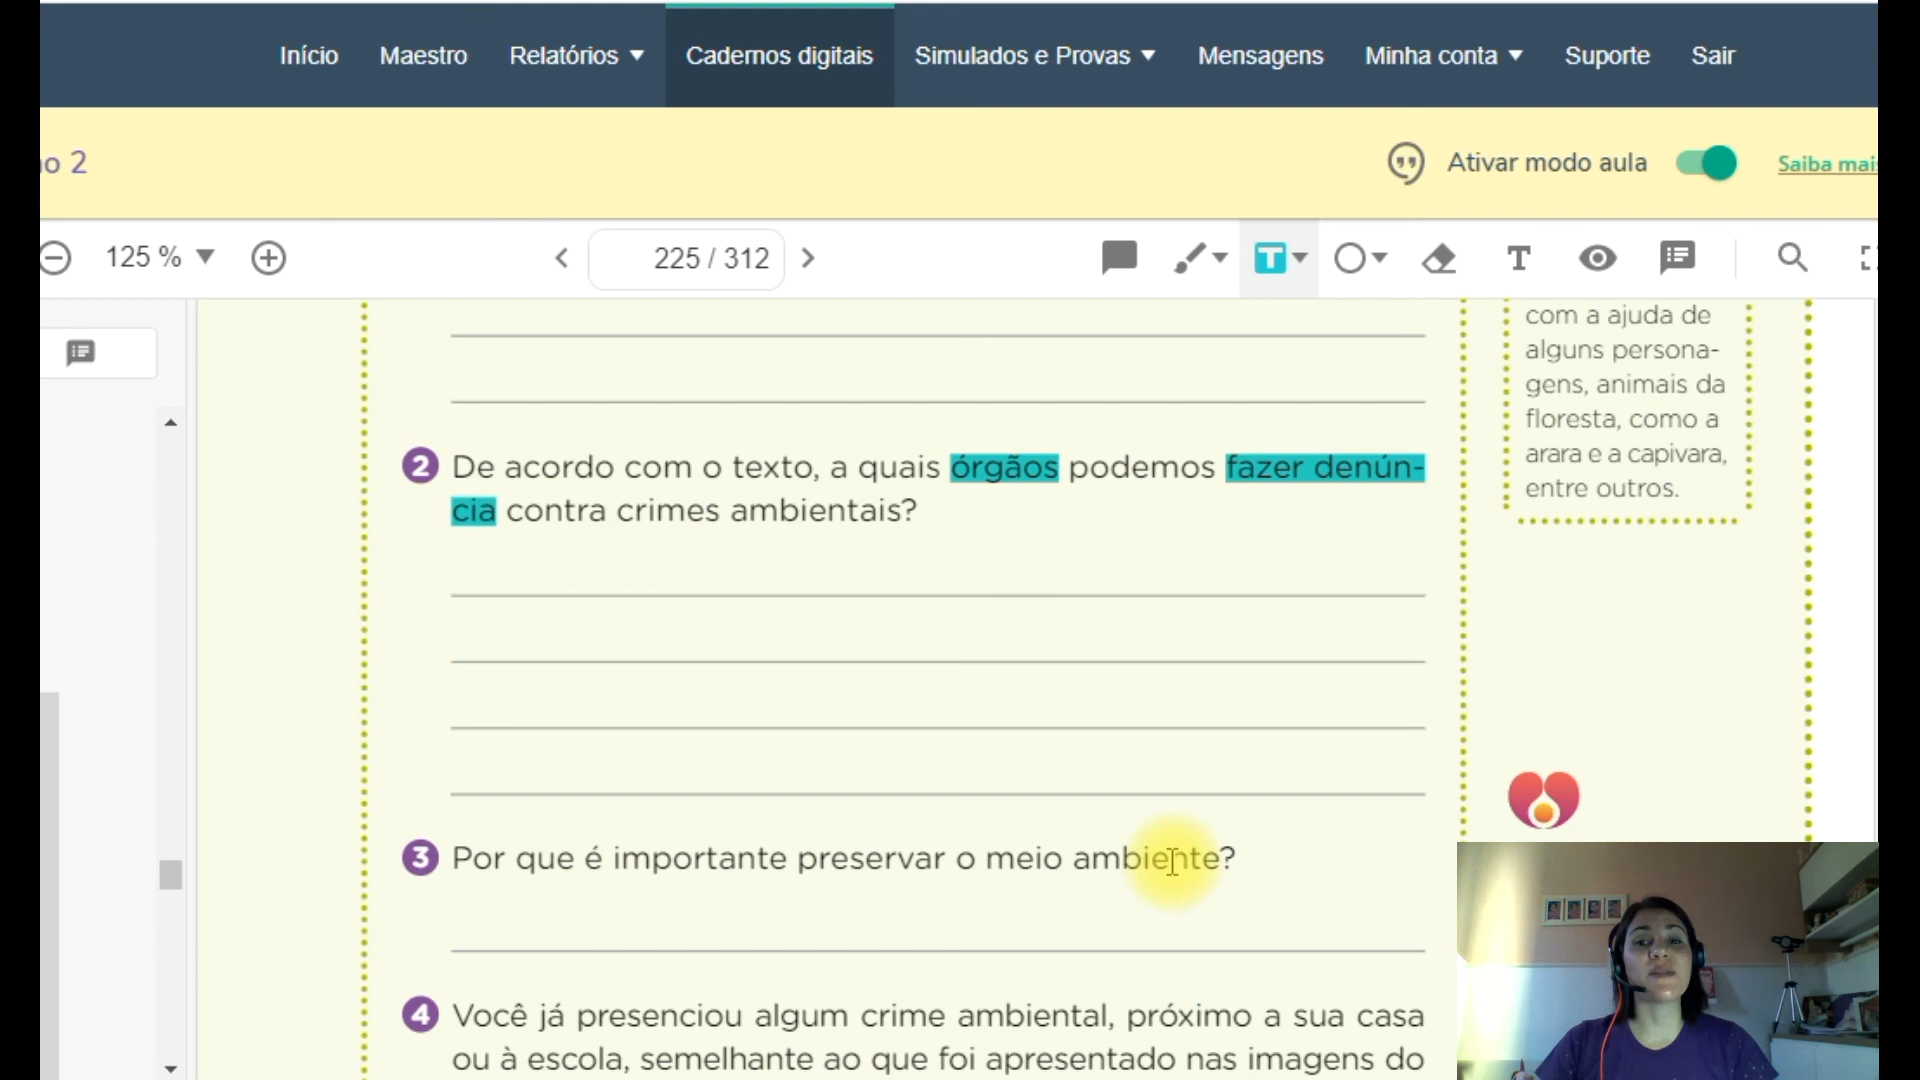 Início Maestro Relatórios Cadernos digitais Simulados e Provas Mensagens Minha conta Suporte Sair
o 2 Ativar modo aula Saiba mais
125 % 225 / 312
com a ajuda de
alguns persona-
gens, animais da
floresta, como a
arara e a capivara,
entre outros.
2 De acordo com o texto, a quais órgãos podemos fazer denún-
cia contra crimes ambientais?
3 Por que é importante preservar o meio ambiente?
4 Você já presenciou algum crime ambiental, próximo a sua casa
ou à escola, semelhante ao que foi apresentado nas imagens do